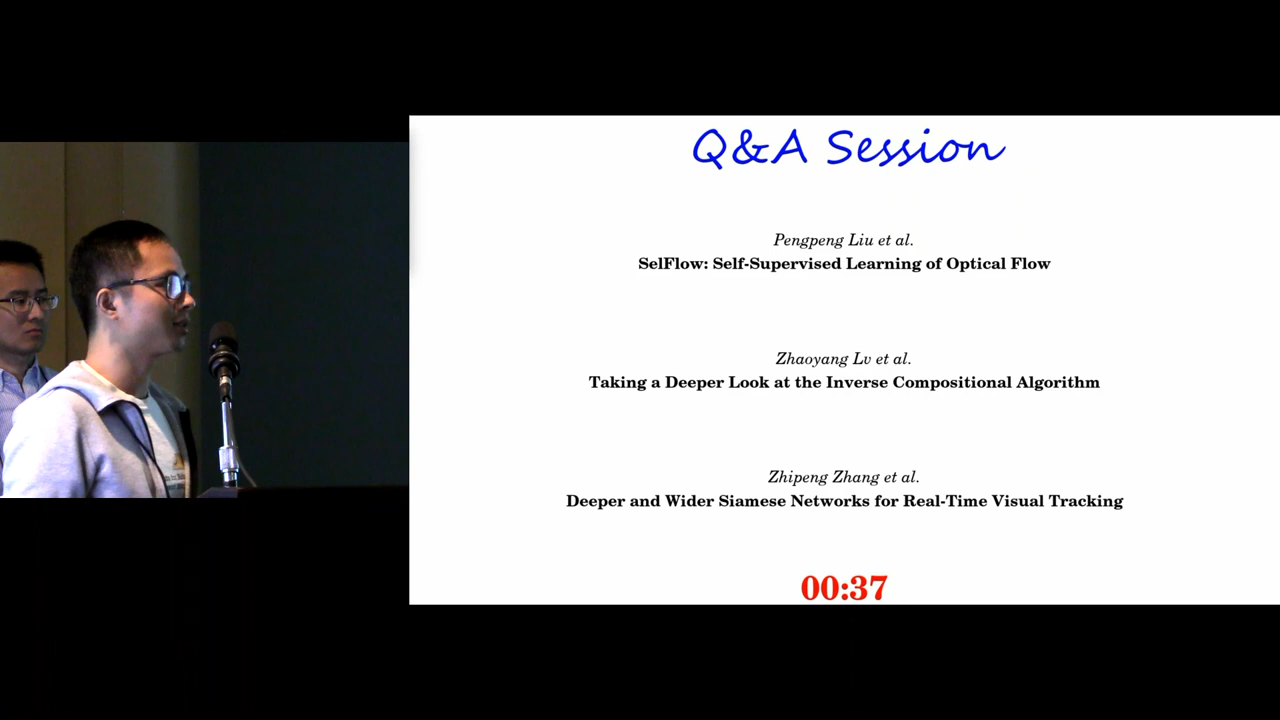 Q&A Session
Pengpeng Liu et al.
SelFlow: Self-Supervised Learning of Optical Flow
Zhaoyang Lv et al.
Taking a Deeper Look at the Inverse Compositional Algorithm
Zhipeng Zhang et al.
Deeper and Wider Siamese Networks for Real-Time Visual Tracking
00:37